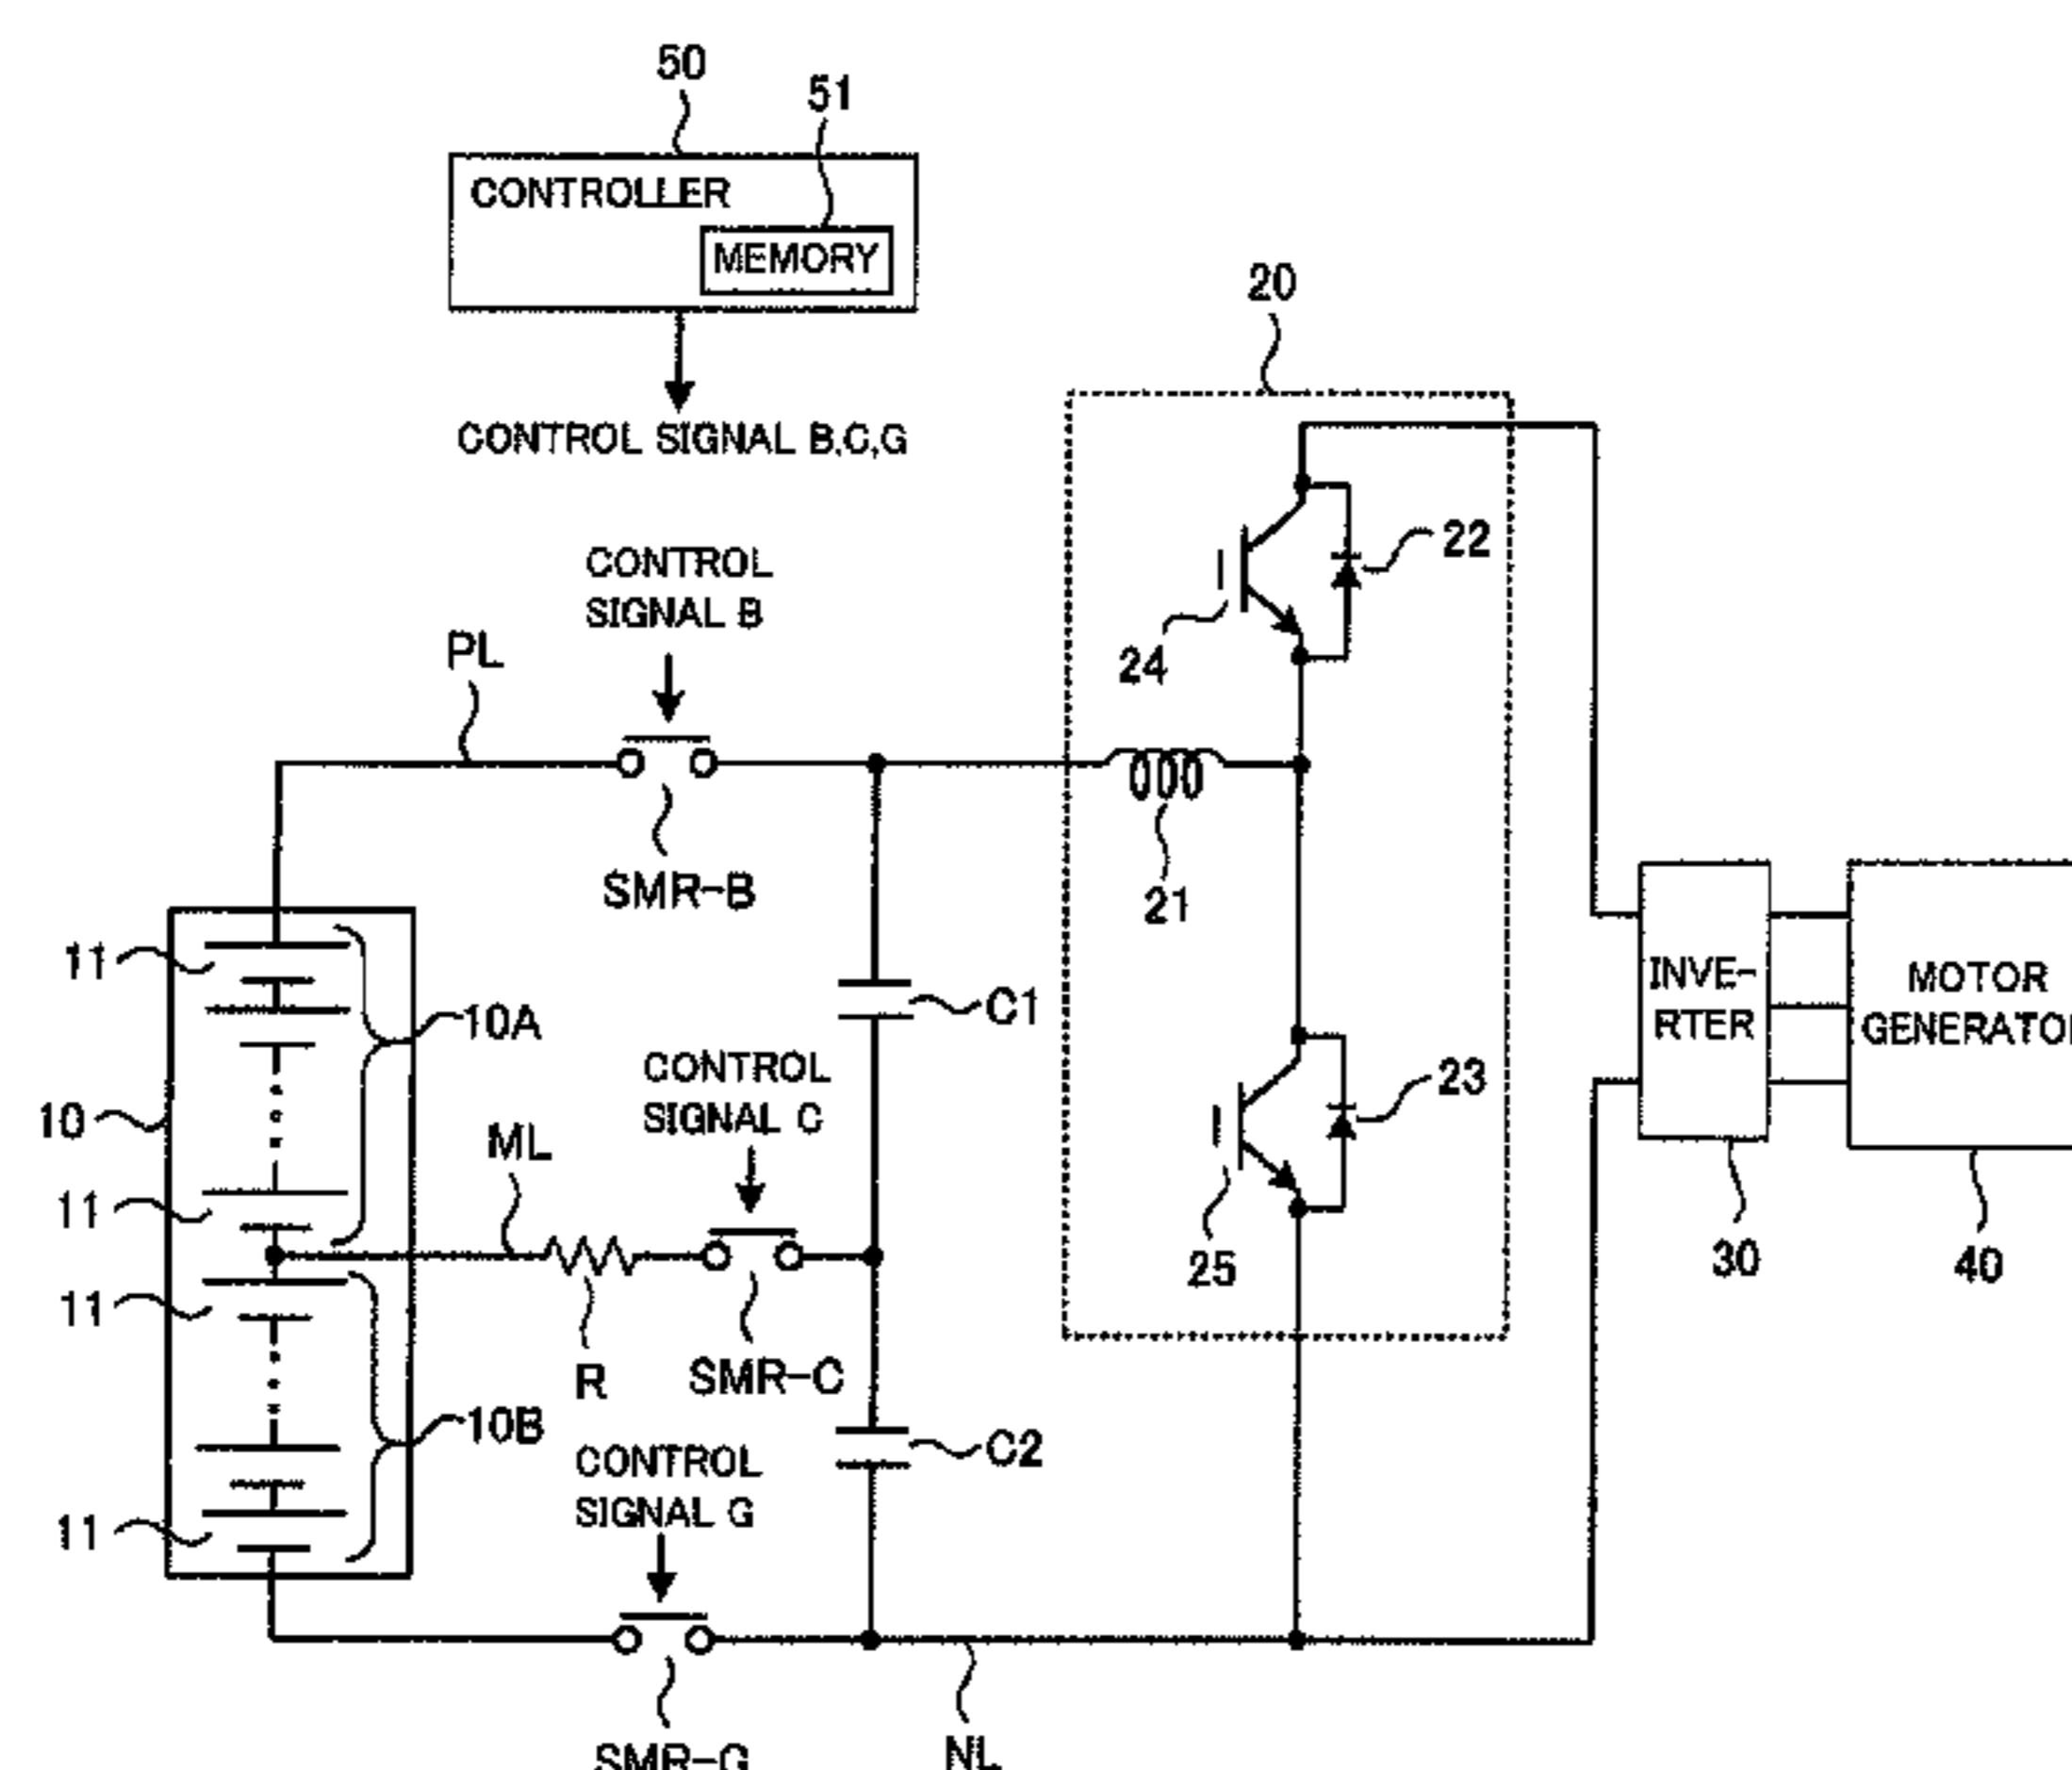 50
51
CONTROLLER
MEMORY
CONTROL SIGNAL B,C,G
20
CONTROL
SIGNAL B
22
24
PL
SMR-B
21
11
10A
C1
INVE-
RTER
MOTOR
CONTROL
SIGNAL C
23
10
ML
11
25
30
40
11
R
SMR-C
10B
C2
CONTROL
SIGNAL G
11
SMR-G
NL